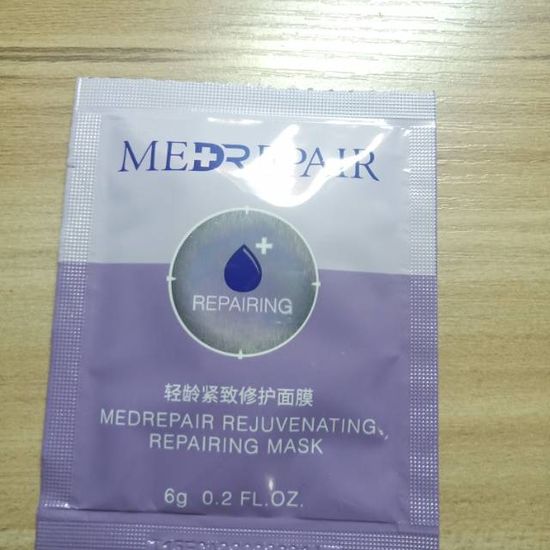 MEDREPAIR
REPAIRING
轻龄紧致修护面膜
MEDREPAIR REJUVENATING
REPAIRING MASK
6g 0.2 FL.OZ.